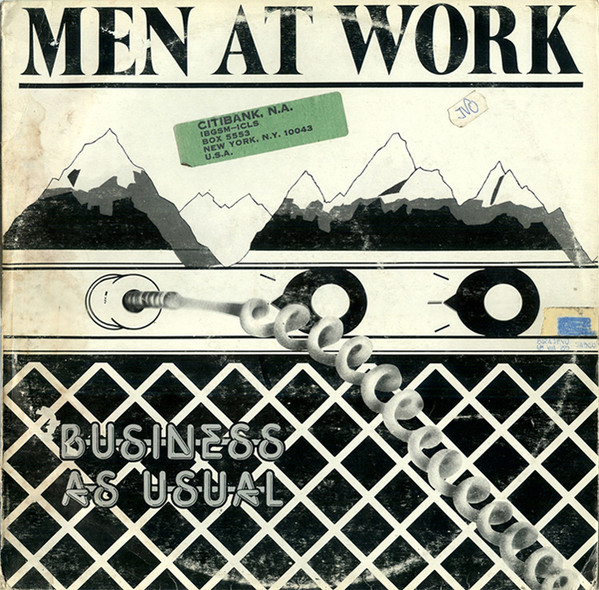 MEN AT WORK
CITIBANK, N.A.
IBGSM-ICLS
BOX 5553
NEW YORK, N.Y. 10043
U.S.A.
JVO
BUSINESS
AS USUAL